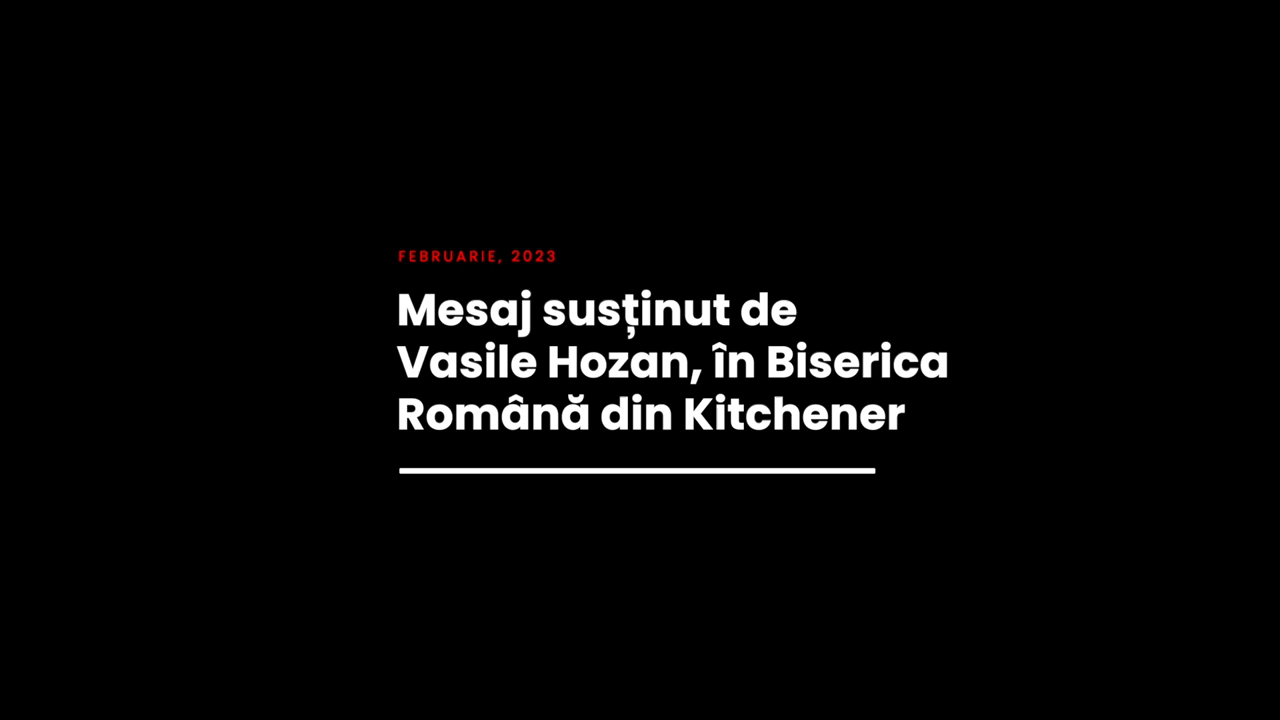 FEBRUARIE, 2023
Mesaj susținut de
Vasile Hozan, în Biserica
Română din Kitchener